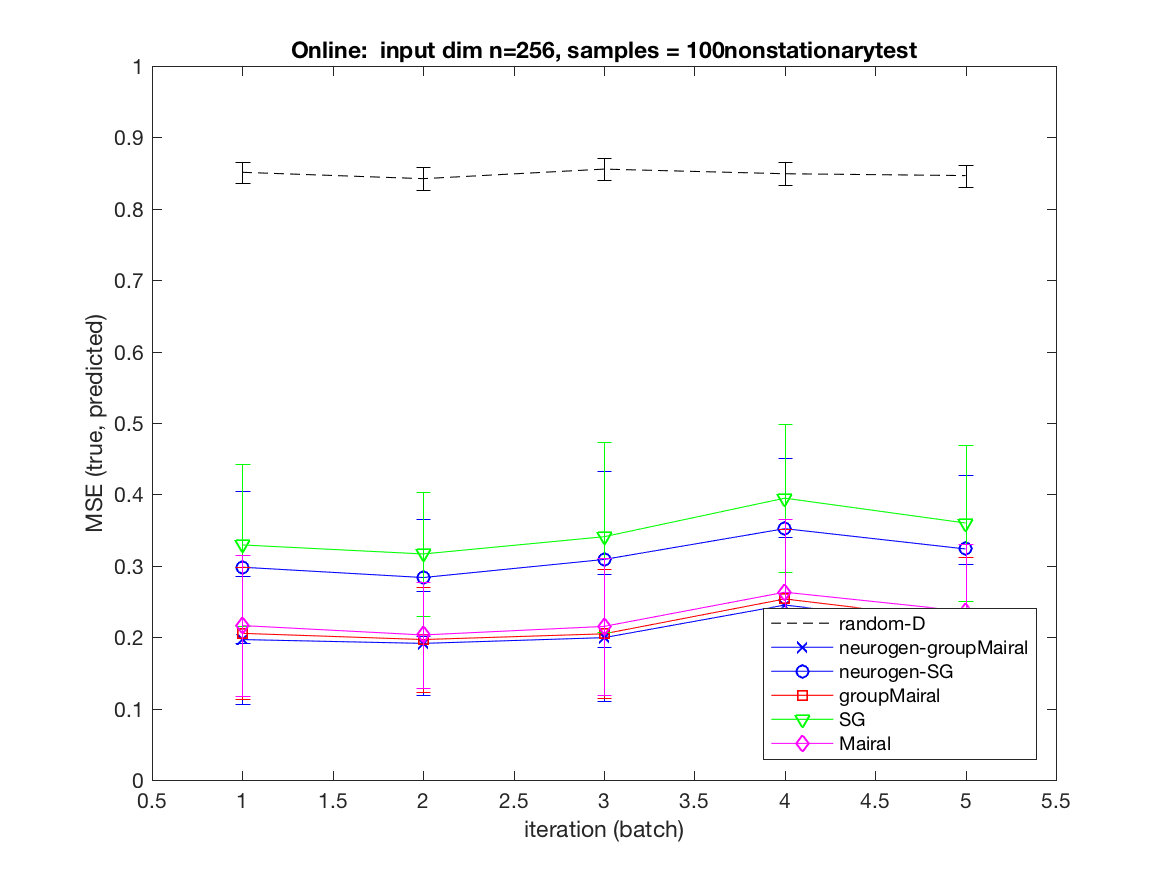 Online:  input dim n=256, samples = 100nonstationarytest
1
0.9
0.8
0.7
0.6
0.5
0.4
0.3
0.2
0.1
0
MSE (true, predicted)
random-D
neurogen-groupMairal
neurogen-SG
groupMairal
SG
Mairal
0.5 1 1.5 2 2.5 3 3.5 4 4.5 5 5.5
iteration (batch)